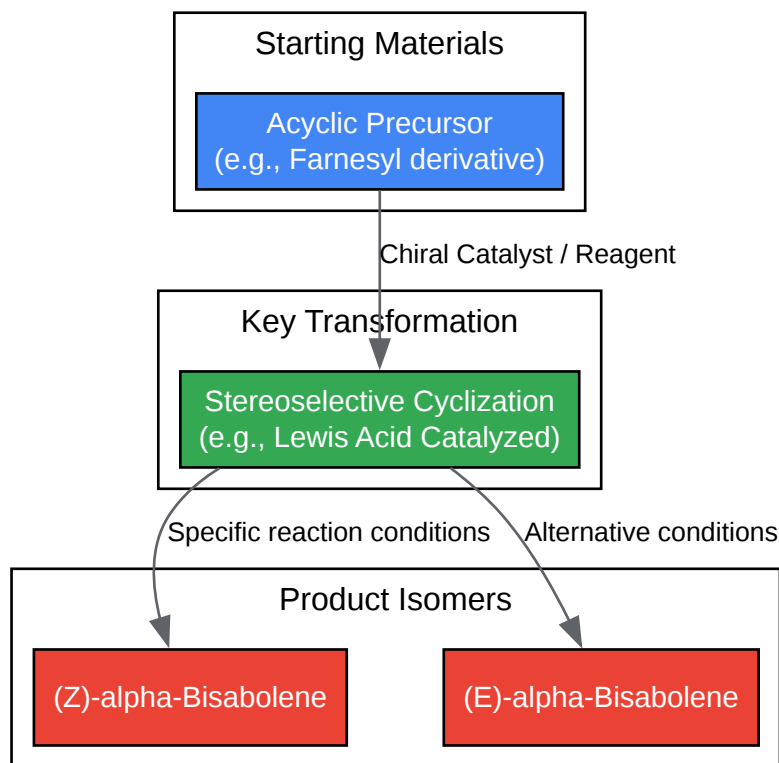 Starting Materials
Acyclic Precursor
(e.g., Farnesyl derivative)
Chiral Catalyst / Reagent
Key Transformation
Stereoselective Cyclization
(e.g., Lewis Acid Catalyzed)
Specific reaction conditions
Alternative conditions
Product Isomers
(Z)-alpha-Bisabolene
(E)-alpha-Bisabolene